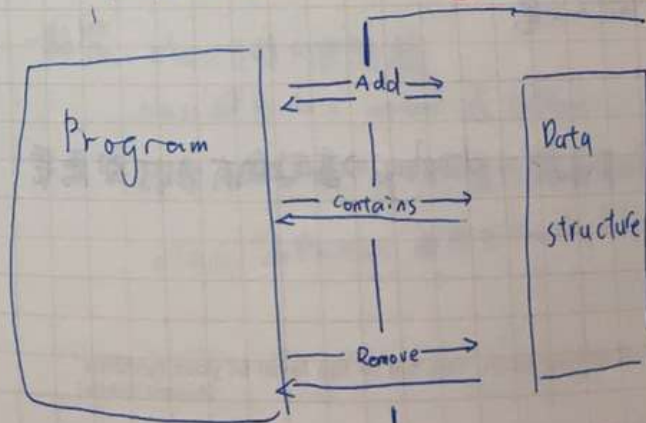 Program
Add
Contains
Remove
Data
structure